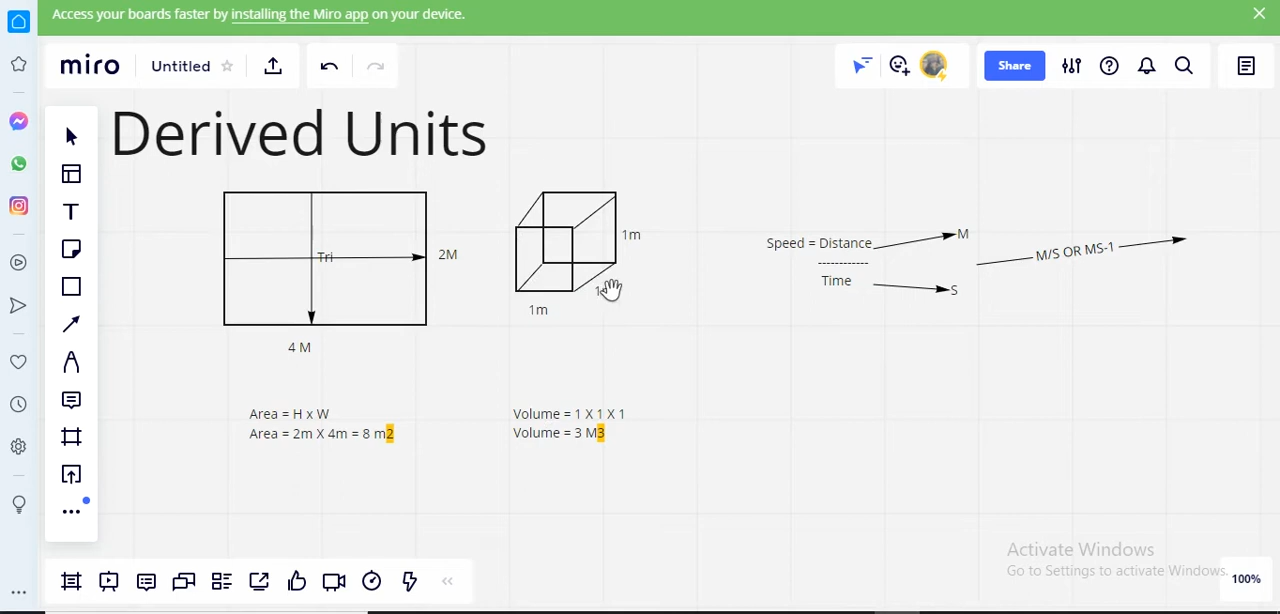 Access your boards faster by installing the Miro app on your device.
miro
Untitled
Share
Derived Units
Tri
2M
4 M
1m
1m
Speed = Distance
------------
Time
M
S
M/S OR MS-1
Area = H x W
Area = 2m X 4m = 8 m2
Volume = 1 X 1 X 1
Volume = 3 M3
Activate Windows
Go to Settings to activate Windows.
100%